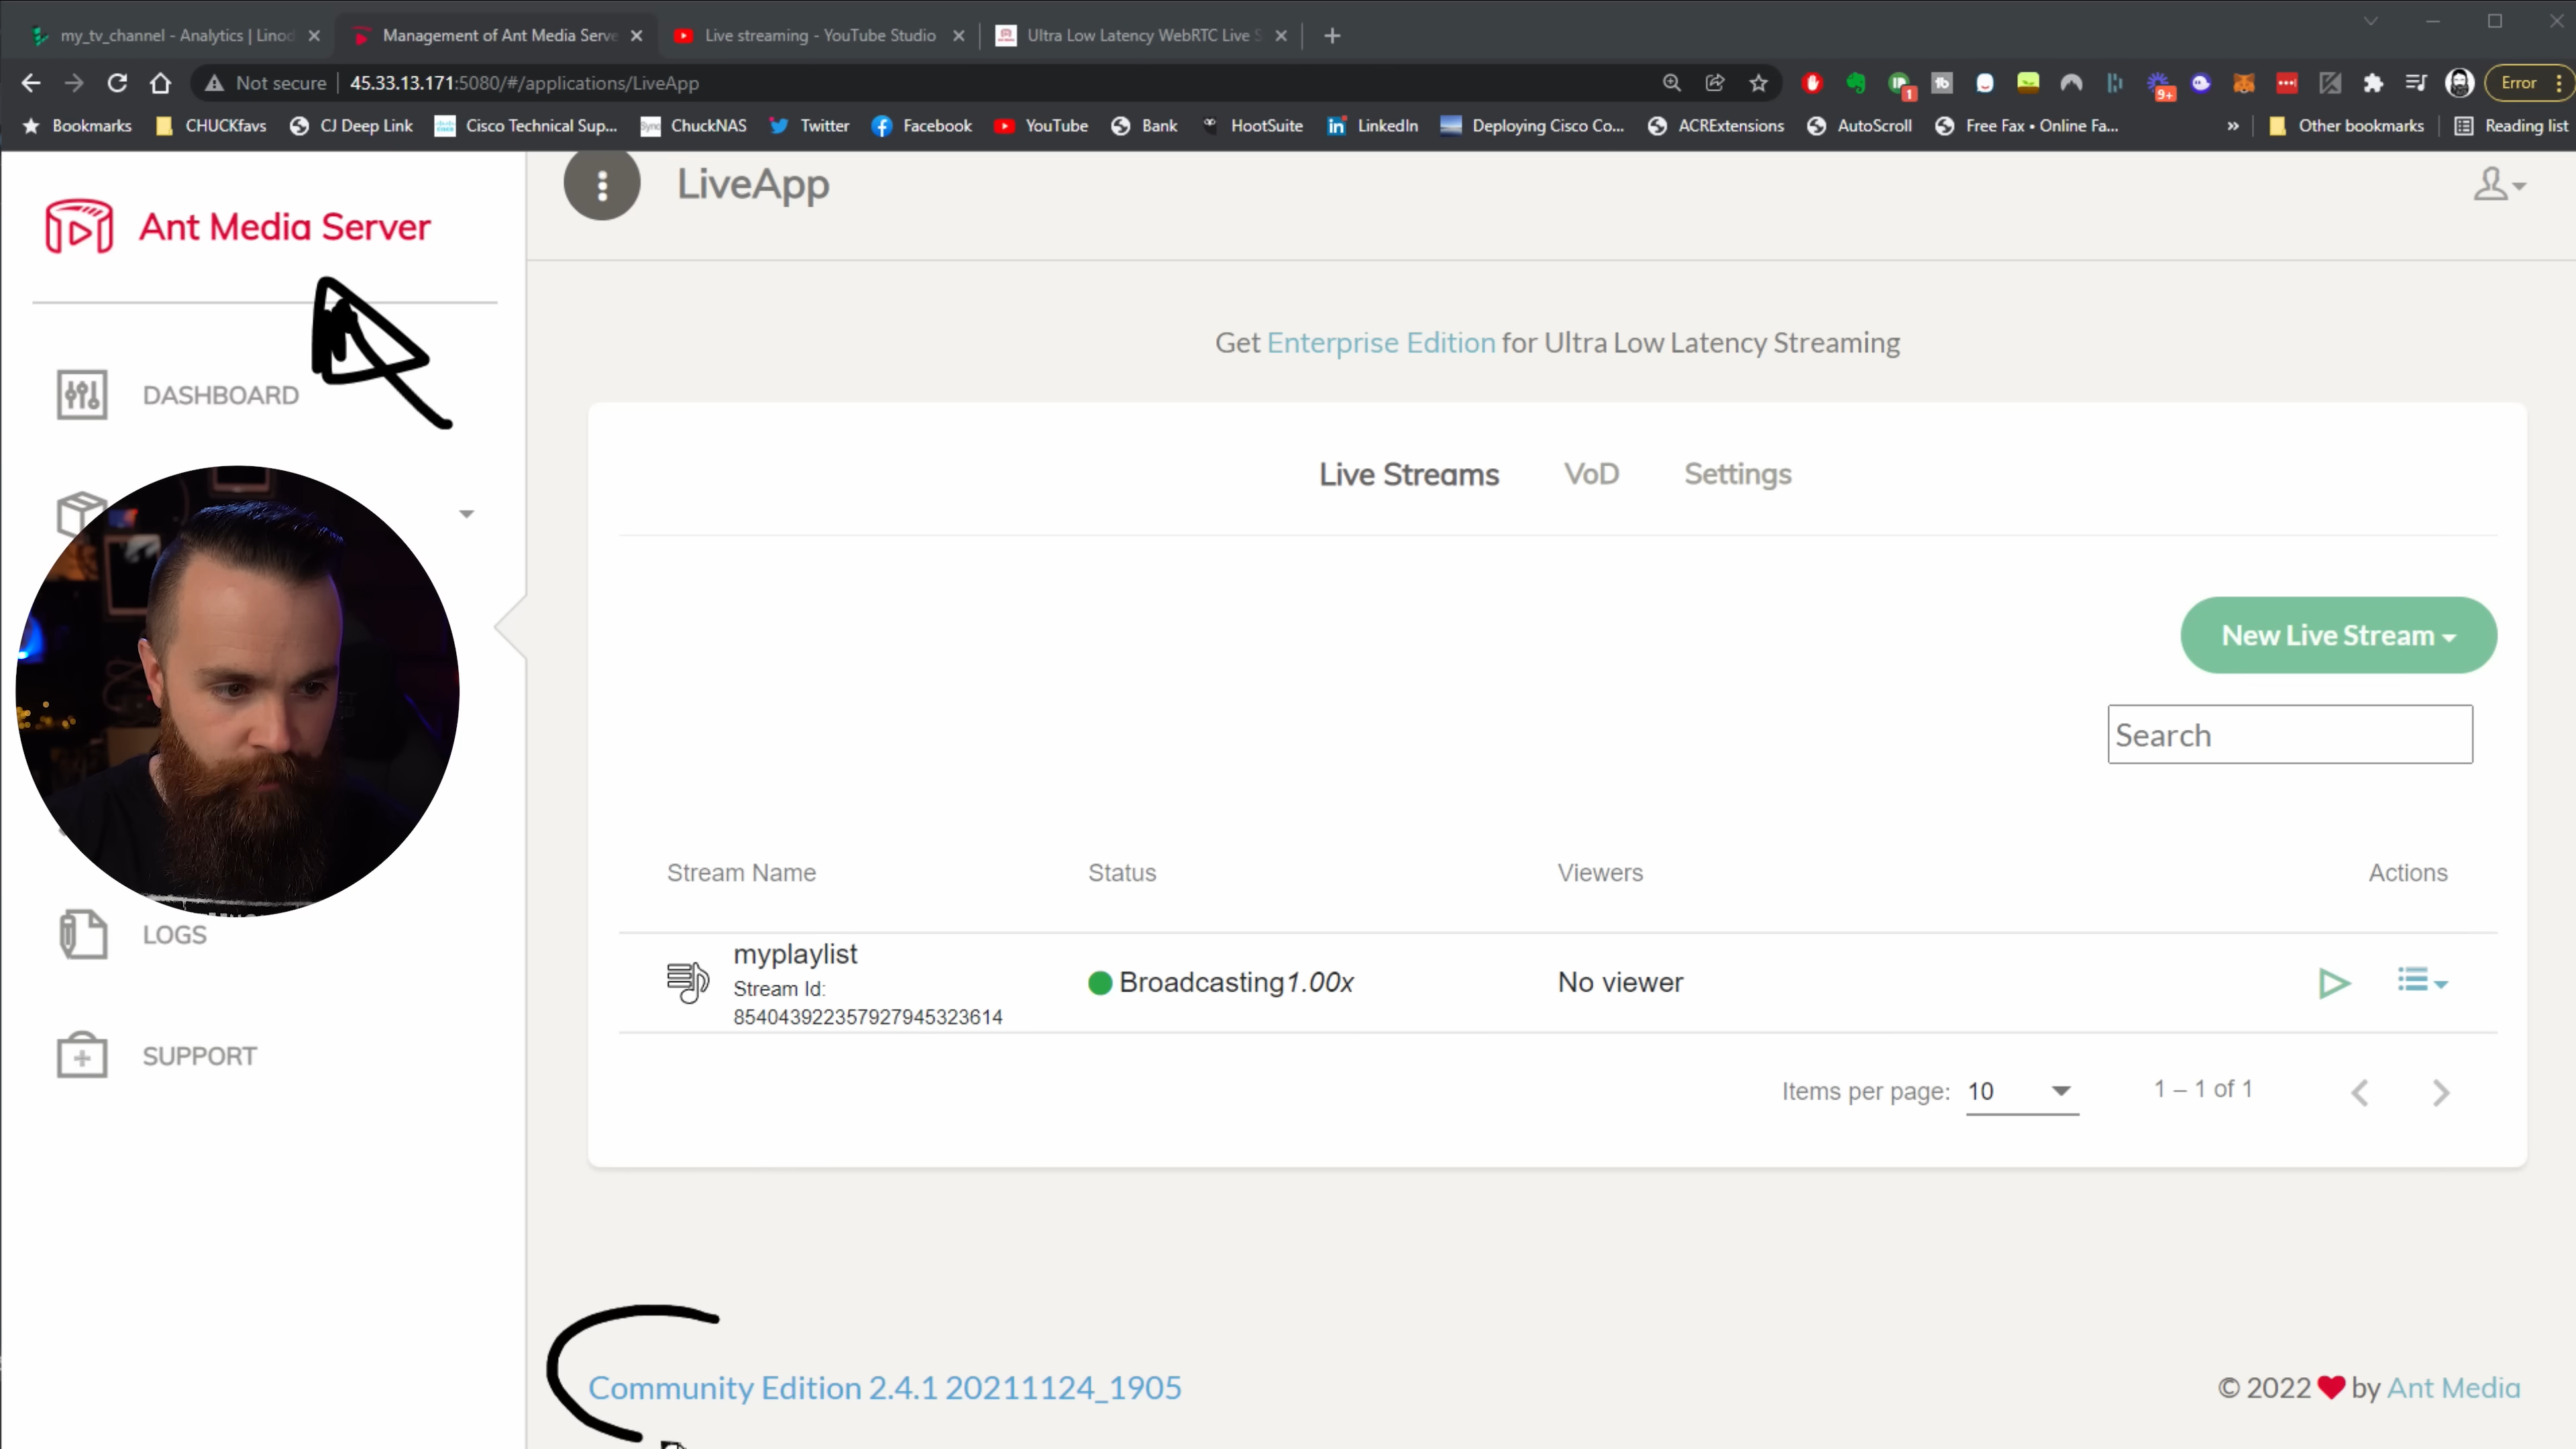 my_tv_channel - Analytics | Linod
Management of Ant Media Serve
Live streaming - YouTube Studio
Ultra Low Latency WebRTC Live S
Not secure
45.33.13.171:5080/#/applications/LiveApp
1
9+
Error
Bookmarks
CHUCKfavs
CJ Deep Link
Cisco Technical Sup...
ChuckNAS
Twitter
Facebook
YouTube
Bank
HootSuite
LinkedIn
Deploying Cisco Co...
ACRExtensions
AutoScroll
Free Fax • Online Fa...
»
Other bookmarks
Reading list
Ant Media Server
DASHBOARD
LOGS
SUPPORT
LiveApp
Get Enterprise Edition for Ultra Low Latency Streaming
Live Streams
VoD
Settings
New Live Stream
Search
Stream Name
Status
Viewers
Actions
myplaylist
Stream Id:
854043922357927945323614
Broadcasting1.00x
No viewer
Items per page: 10
1 – 1 of 1
Community Edition 2.4.1 20211124_1905
© 2022 ❤ by Ant Media